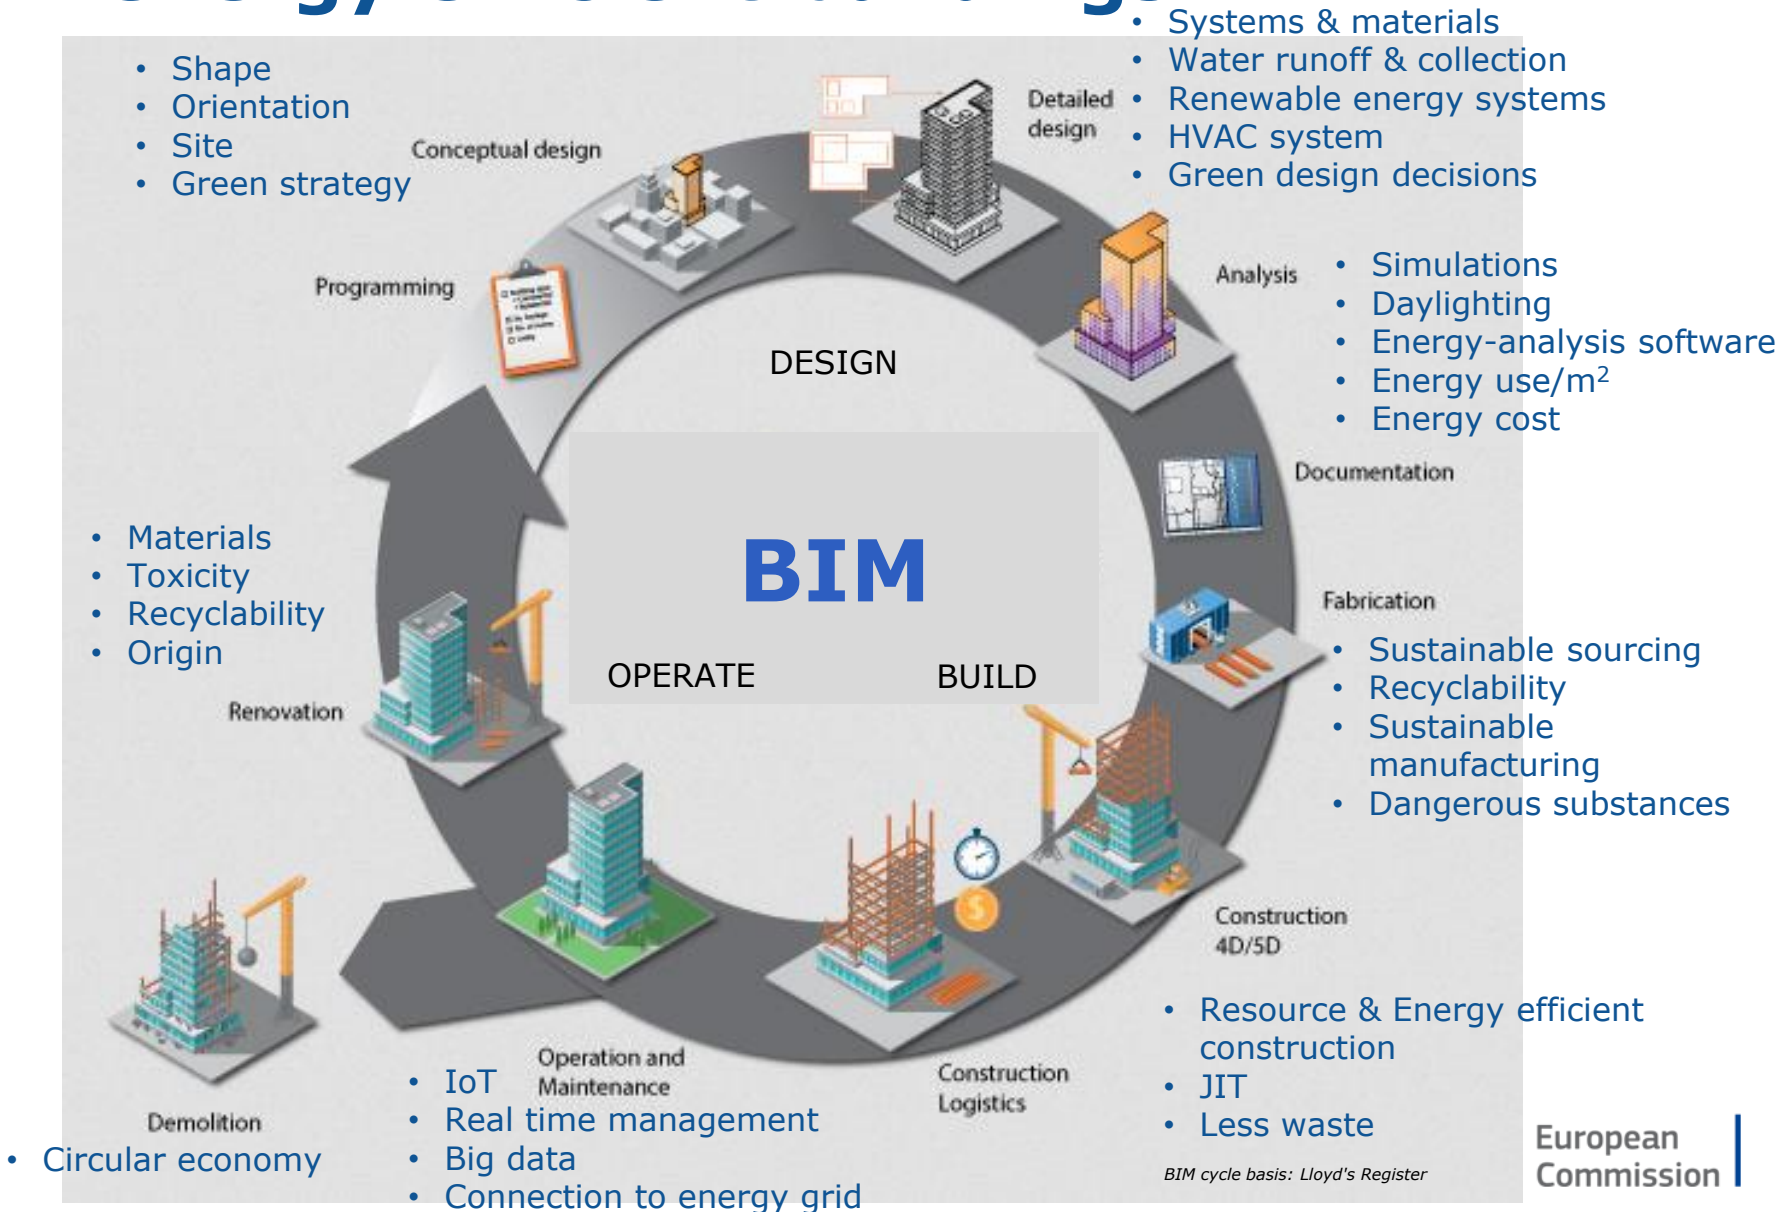 • Systems & materials
• Water runoff & collection
• Renewable energy systems
• HVAC system
• Green design decisions
• Shape
• Orientation
• Site
• Green strategy
Conceptual design
Detailed
design
Programming
Analysis
• Simulations
• Daylighting
• Energy-analysis software
• Energy use/m²
• Energy cost
DESIGN
Documentation
BIM
OPERATE
BUILD
• Materials
• Toxicity
• Recyclability
• Origin
Renovation
Fabrication
• Sustainable sourcing
• Recyclability
• Sustainable
manufacturing
• Dangerous substances
Construction
4D/5D
• Resource & Energy efficient
construction
• JIT
• Less waste
Construction
Logistics
Operation and
Maintenance
• IoT
• Real time management
• Big data
• Connection to energy grid
Demolition
• Circular economy
BIM cycle basis: Lloyd's Register
European
Commission